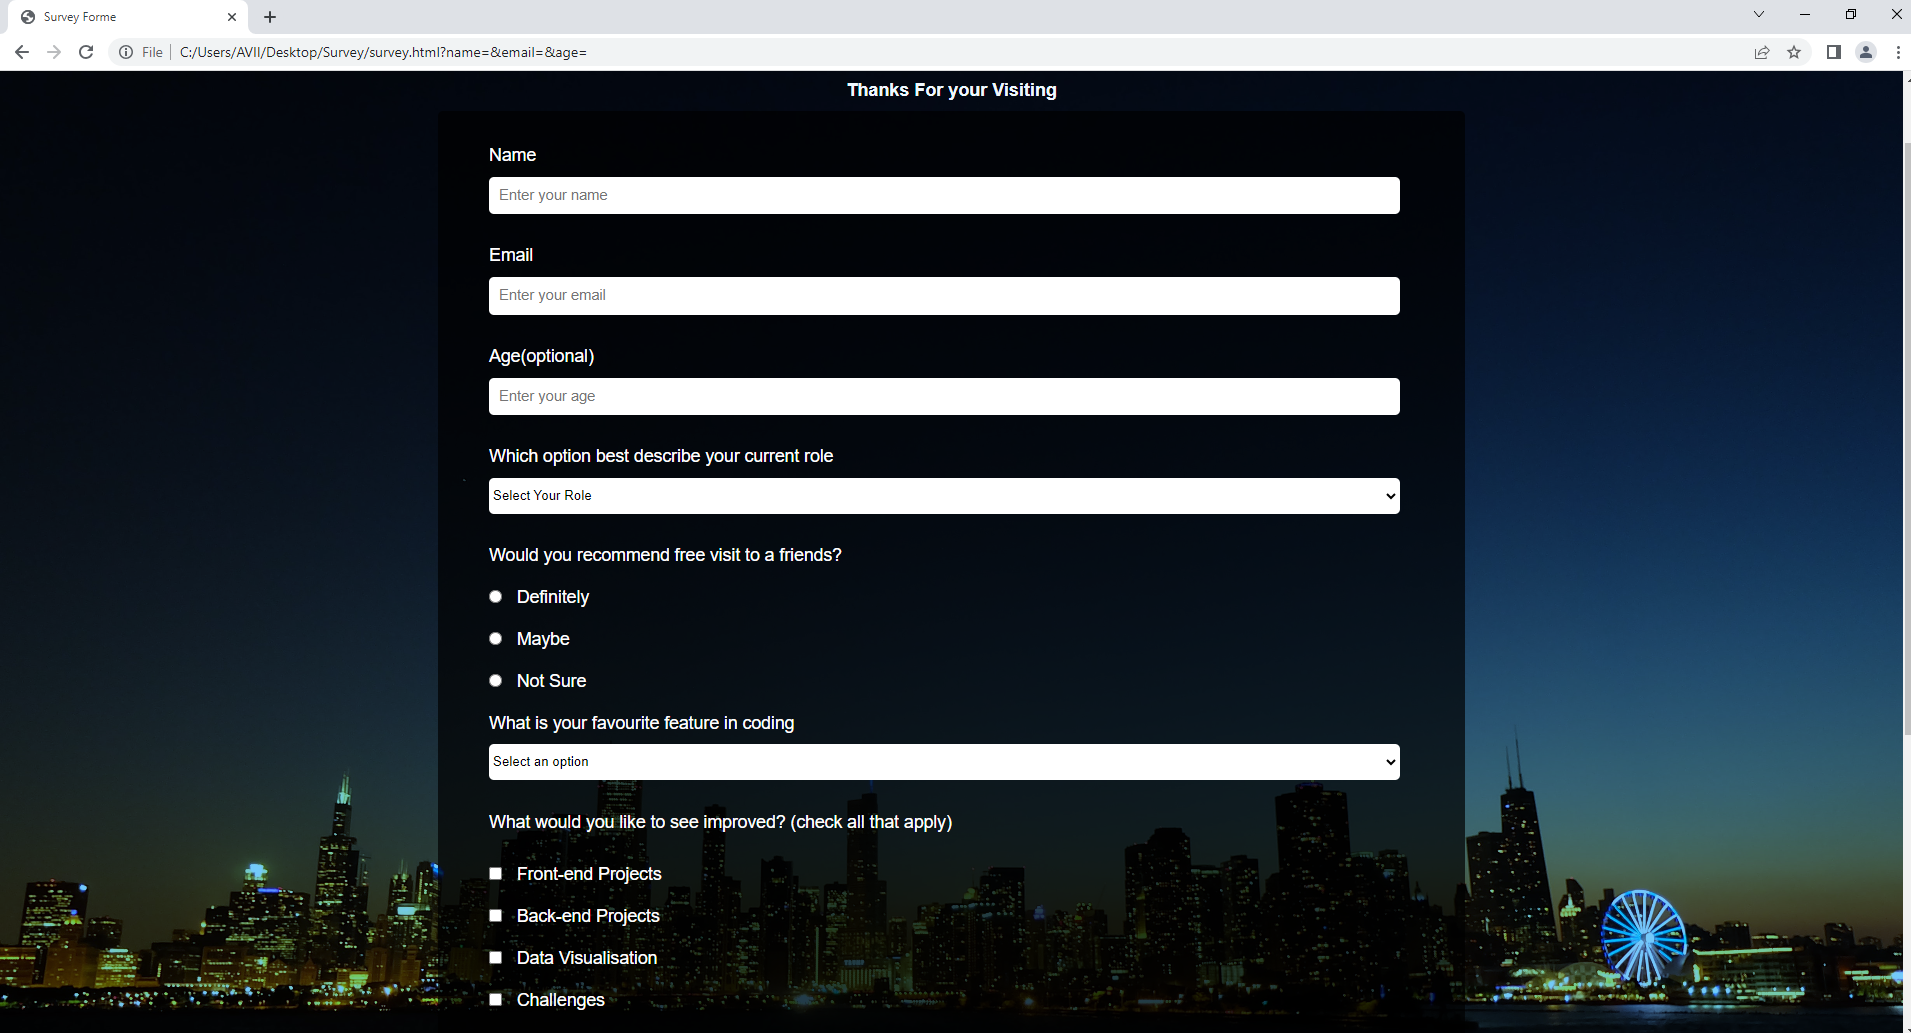 Survey Forme
File
C:/Users/AVII/Desktop/Survey/survey.html?name=&email=&age=
Thanks For your Visiting
Name
Enter your name
Email
Enter your email
Age(optional)
Enter your age
Which option best describe your current role
Select Your Role
Would you recommend free visit to a friends?
Definitely
Maybe
Not Sure
What is your favourite feature in coding
Select an option
What would you like to see improved? (check all that apply)
Front-end Projects
Back-end Projects
Data Visualisation
Challenges